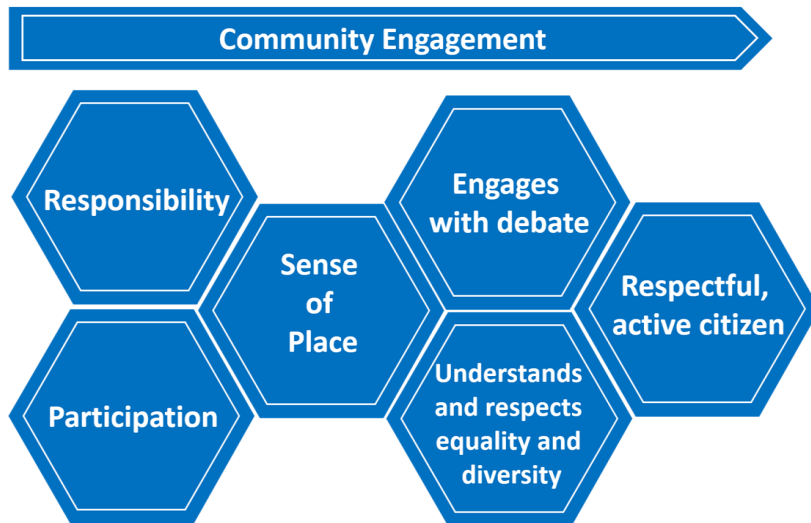 Community Engagement
Responsibility
Participation
Sense
of
Place
Engages
with debate
Understands
and respects
equality and
diversity
Respectful,
active citizen